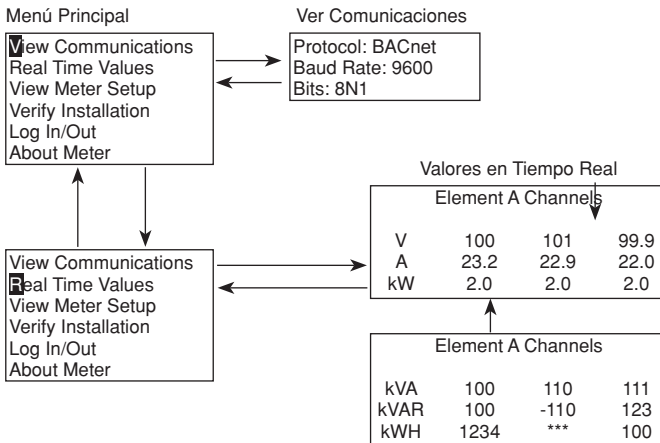 Menú Principal
View Communications
Real Time Values
View Meter Setup
Verify Installation
Log In/Out
About Meter
Ver Comunicaciones
Protocol: BACnet
Baud Rate: 9600
Bits: 8N1
View Communications
Real Time Values
View Meter Setup
Verify Installation
Log In/Out
About Meter
Valores en Tiempo Real
Element A Channels
V 100 101 99.9
A 23.2 22.9 22.0
kW 2.0 2.0 2.0
Element A Channels
kVA 100 110 111
kVAR 100 -110 123
kWH 1234 *** 100